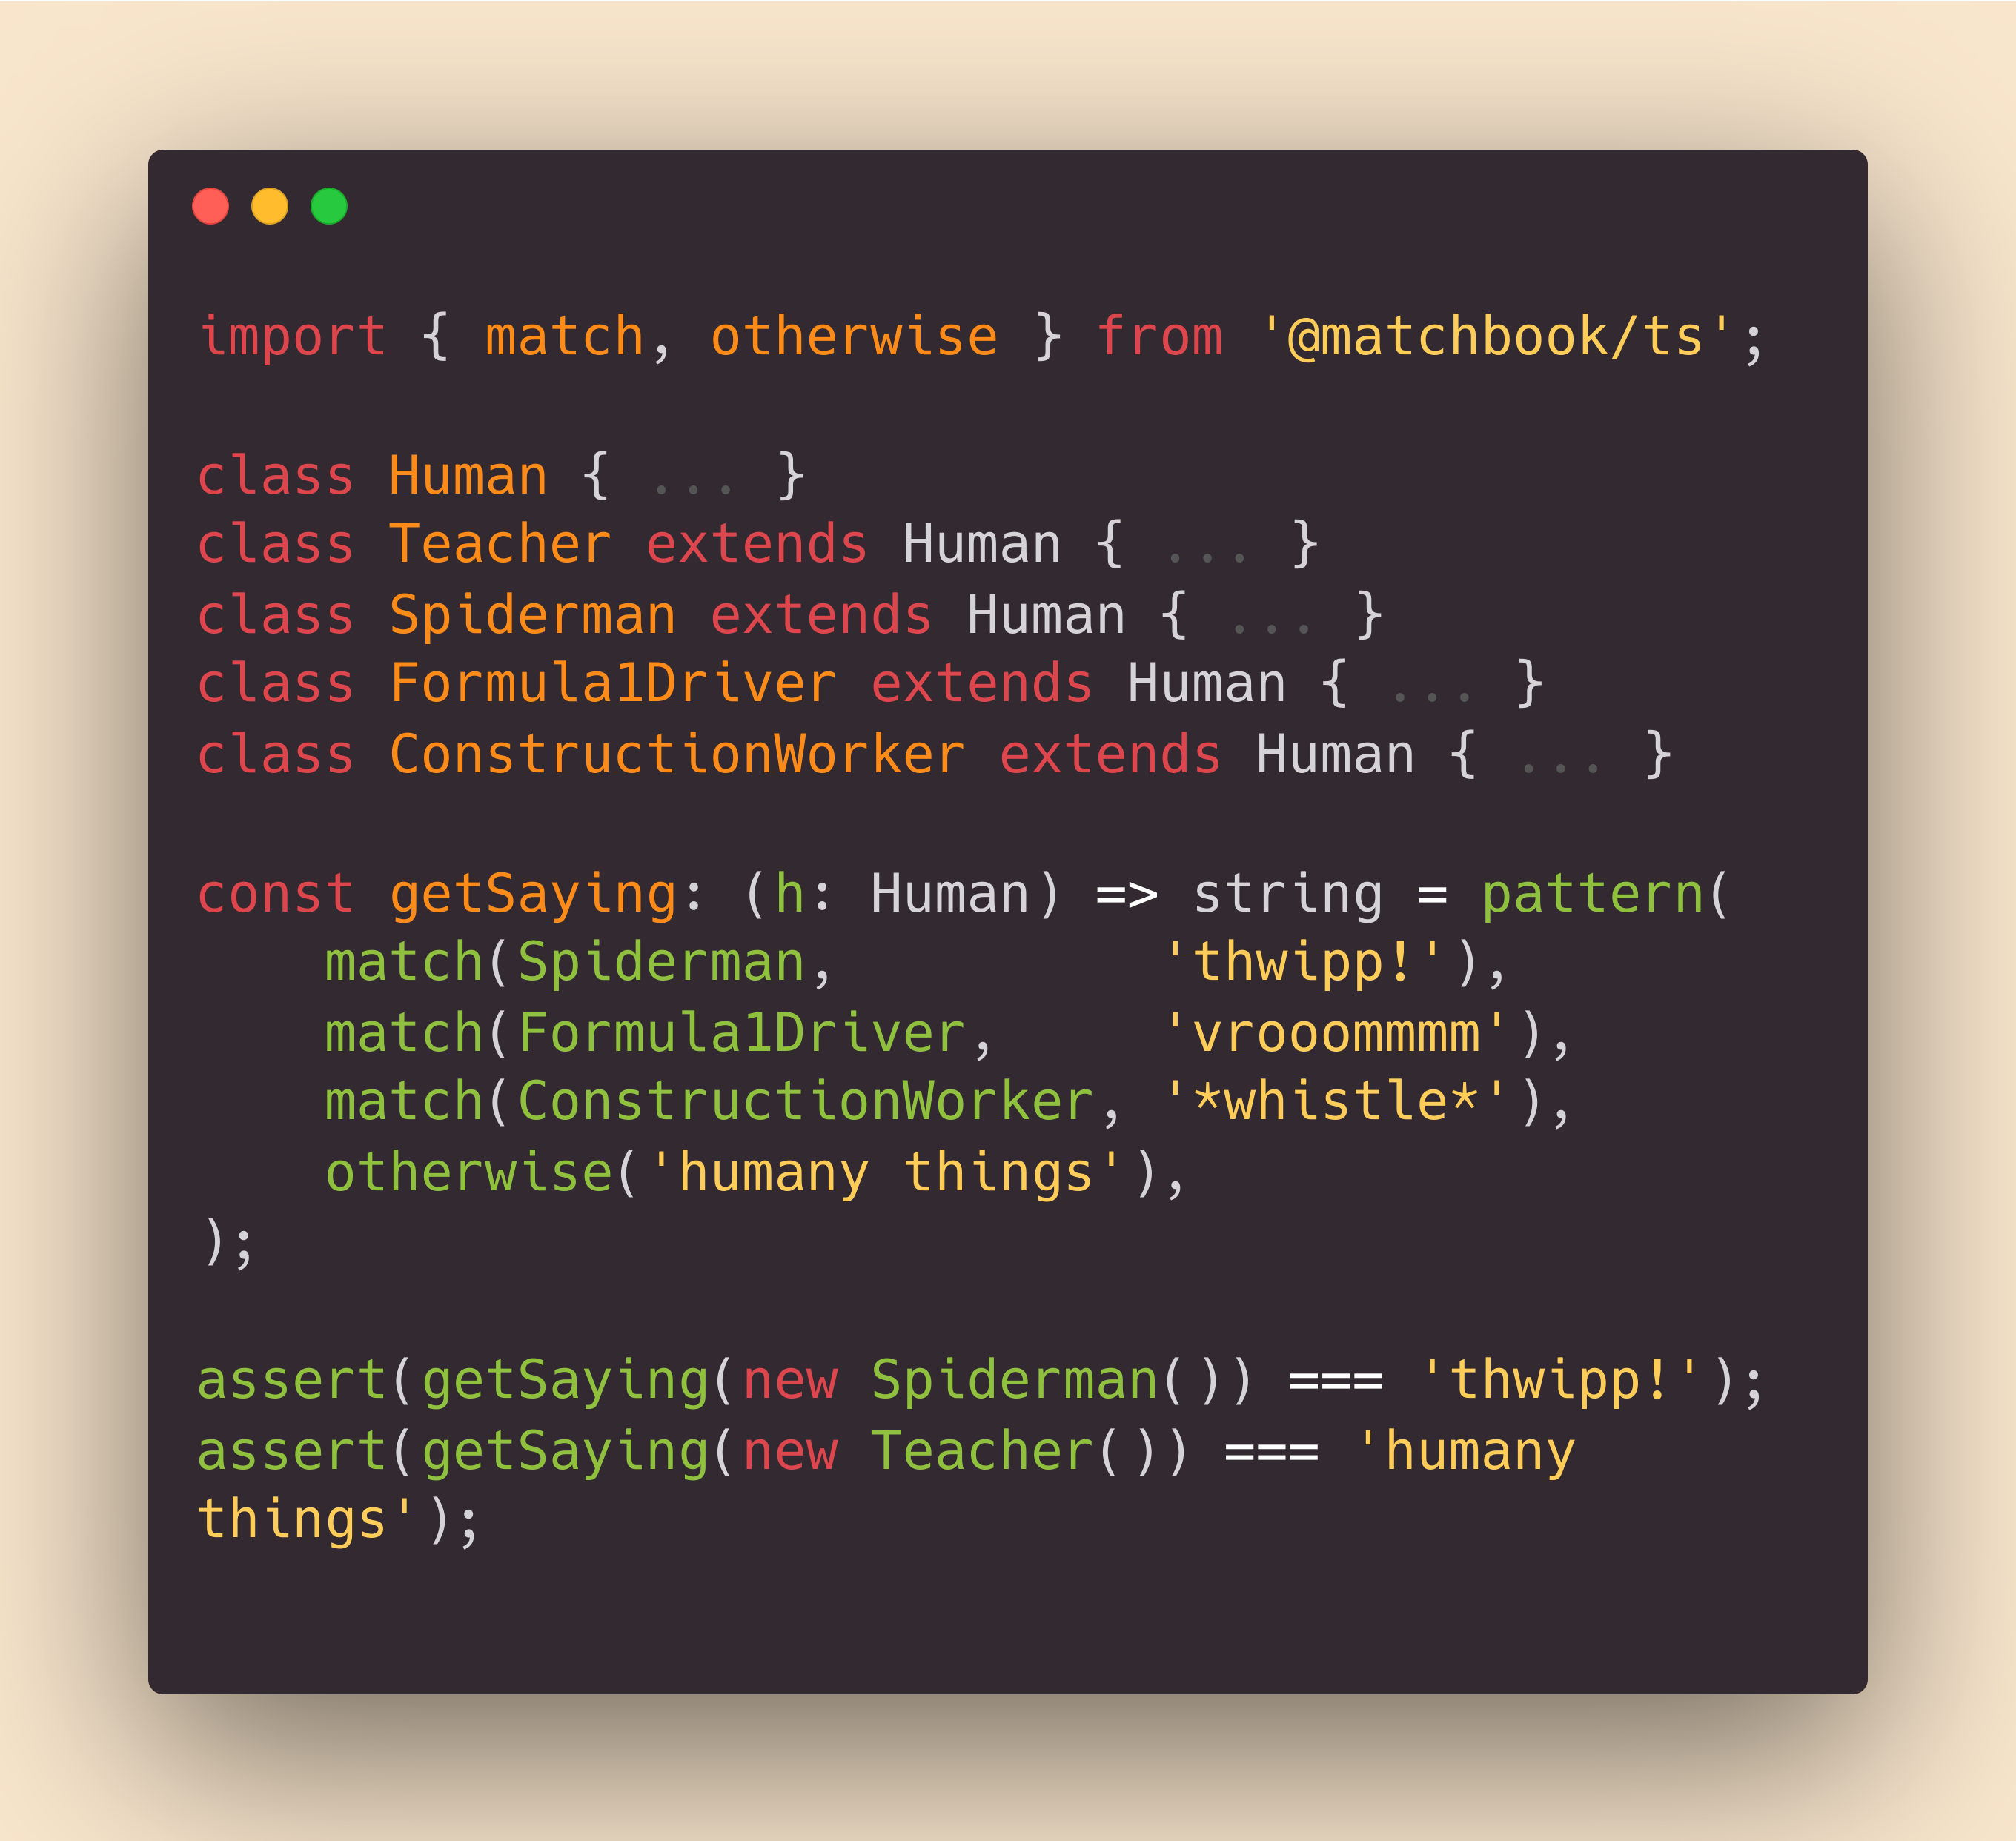 import { match, otherwise } from '@matchbook/ts';
class Human { ... }
class Teacher extends Human { ... }
class Spiderman extends Human { ... }
class Formula1Driver extends Human { ... }
class ConstructionWorker extends Human { ... }
const getSaying: (h: Human) => string = pattern(
    match(Spiderman,          'thwipp!'),
    match(Formula1Driver,     'vrooommmm'),
    match(ConstructionWorker, '*whistle*'),
    otherwise('humany things'),
);
assert(getSaying(new Spiderman()) === 'thwipp!');
assert(getSaying(new Teacher()) === 'humany
things');